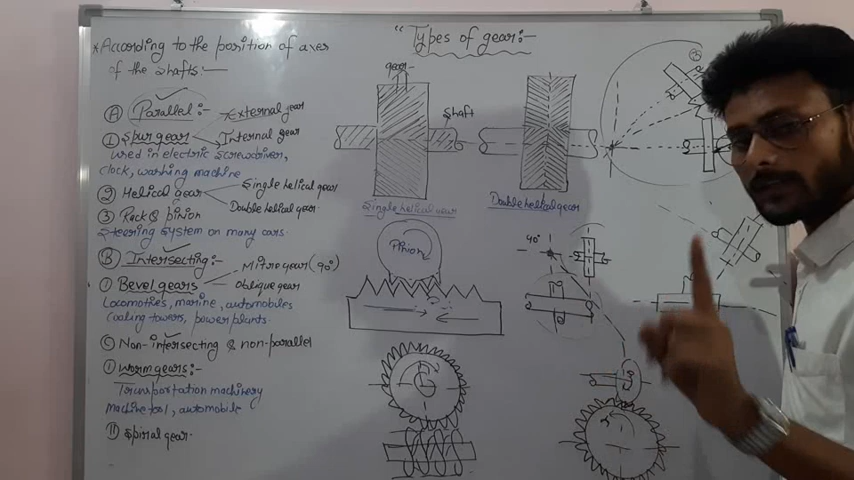 "Types of gear:-
*According to the position of axes
of the shafts:-
Ⓐ Parallel:-
① Spur gear
External gear
Internal gear
used in electric screwdriver,
clock, washing machine
② Helical gear
Single helical gear
Double helical gear
③ Rack & pinion
Steering system on many cars.
Ⓑ Intersecting:-
① Bevel gears
Mitre gear (90°)
Oblique gear
Locomotives, marine, automobiles
Cooling towers, power plants.
Ⓒ Non-intersecting & non-parallel
① worm gears:-
Transportation machinery
machine tool, automobile
⑪ Spiral gear.
gear
shaft
Single helical gear
Double helical gear
Pinion
40°
③